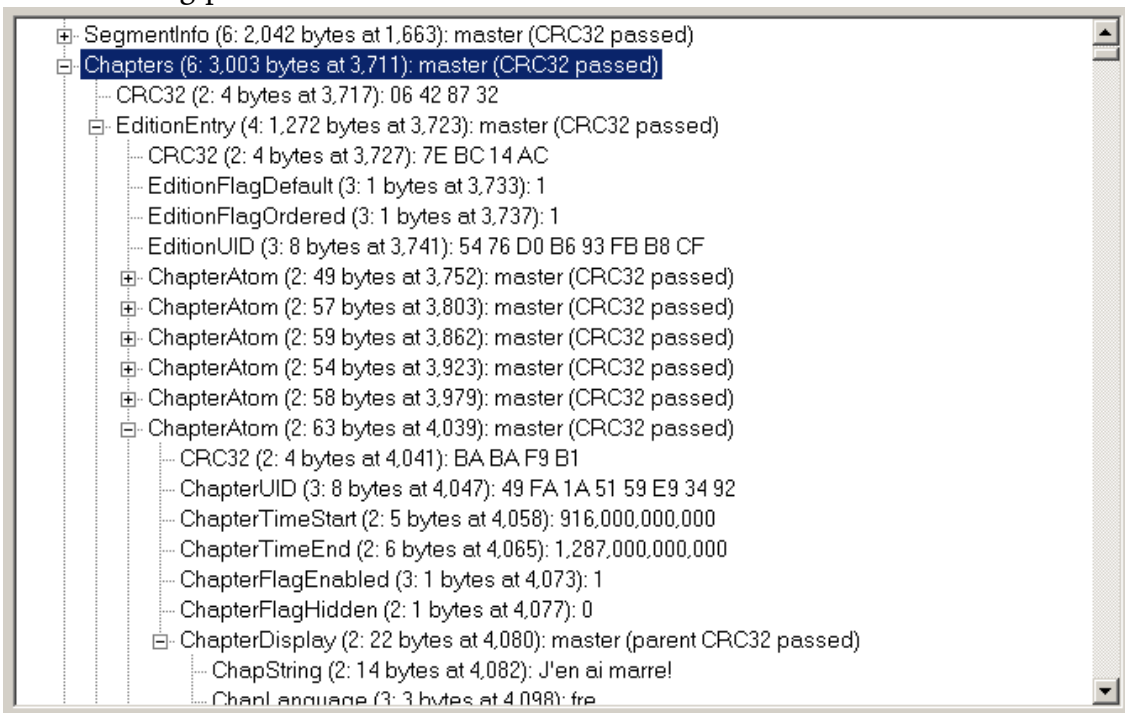 SegmentInfo (6: 2,042 bytes at 1,663): master (CRC32 passed)
Chapters (6: 3,003 bytes at 3,711): master (CRC32 passed)
CRC32 (2: 4 bytes at 3,717): 06 42 87 32
EditionEntry (4: 1,272 bytes at 3,723): master (CRC32 passed)
CRC32 (2: 4 bytes at 3,727): 7E BC 14 AC
EditionFlagDefault (3: 1 bytes at 3,733): 1
EditionFlagOrdered (3: 1 bytes at 3,737): 1
EditionUID (3: 8 bytes at 3,741): 54 76 D0 B6 93 FB B8 CF
ChapterAtom (2: 49 bytes at 3,752): master (CRC32 passed)
ChapterAtom (2: 57 bytes at 3,803): master (CRC32 passed)
ChapterAtom (2: 59 bytes at 3,862): master (CRC32 passed)
ChapterAtom (2: 54 bytes at 3,923): master (CRC32 passed)
ChapterAtom (2: 58 bytes at 3,979): master (CRC32 passed)
ChapterAtom (2: 63 bytes at 4,039): master (CRC32 passed)
CRC32 (2: 4 bytes at 4,041): BA BA F9 B1
ChapterUID (3: 8 bytes at 4,047): 49 FA 1A 51 59 E9 34 92
ChapterTimeStart (2: 5 bytes at 4,058): 916,000,000,000
ChapterTimeEnd (2: 6 bytes at 4,065): 1,287,000,000,000
ChapterFlagEnabled (3: 1 bytes at 4,073): 1
ChapterFlagHidden (2: 1 bytes at 4,077): 0
ChapterDisplay (2: 22 bytes at 4,080): master (parent CRC32 passed)
ChapString (2: 14 bytes at 4,082): J'en ai marre!
ChapLanguage (3: 3 bytes at 4,098): fre